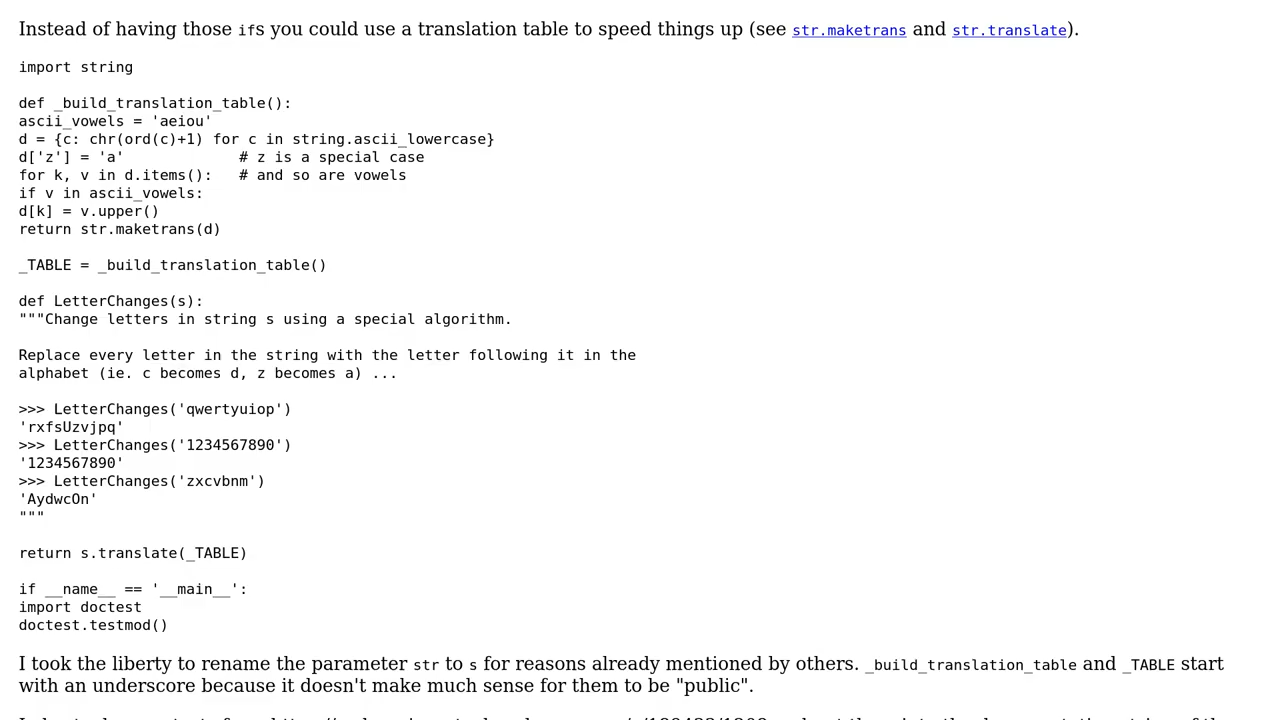 Instead of having those ifs you could use a translation table to speed things up (see str.maketrans and str.translate).
import string
def _build_translation_table():
ascii_vowels = 'aeiou'
d = {c: chr(ord(c)+1) for c in string.ascii_lowercase}
d['z'] = 'a'             # z is a special case
for k, v in d.items():   # and so are vowels
if v in ascii_vowels:
d[k] = v.upper()
return str.maketrans(d)
_TABLE = _build_translation_table()
def LetterChanges(s):
"""Change letters in string s using a special algorithm.
Replace every letter in the string with the letter following it in the
alphabet (ie. c becomes d, z becomes a) ...
>>> LetterChanges('qwertyuiop')
'rxfsUzvjpq'
>>> LetterChanges('1234567890')
'1234567890'
>>> LetterChanges('zxcvbnm')
'AydwcOn'
"""
return s.translate(_TABLE)
if __name__ == '__main__':
import doctest
doctest.testmod()
I took the liberty to rename the parameter str to s for reasons already mentioned by others. _build_translation_table and _TABLE start
with an underscore because it doesn't make much sense for them to be "public".